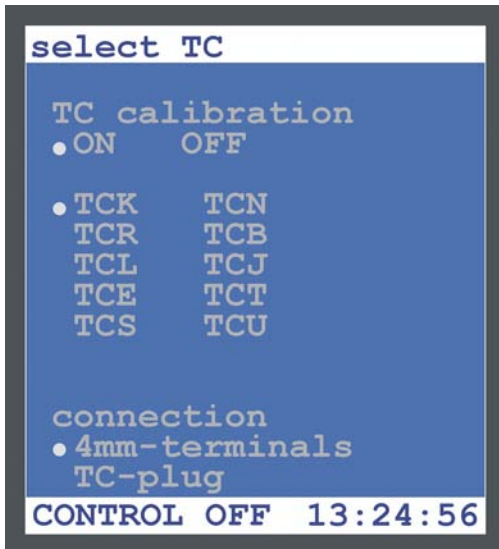 select TC
TC calibration
ON OFF
TCK TCN
TCR TCB
TCL TCJ
TCE TCT
TCS TCU
connection
4mm-terminals
TC-plug
CONTROL OFF 13:24:56